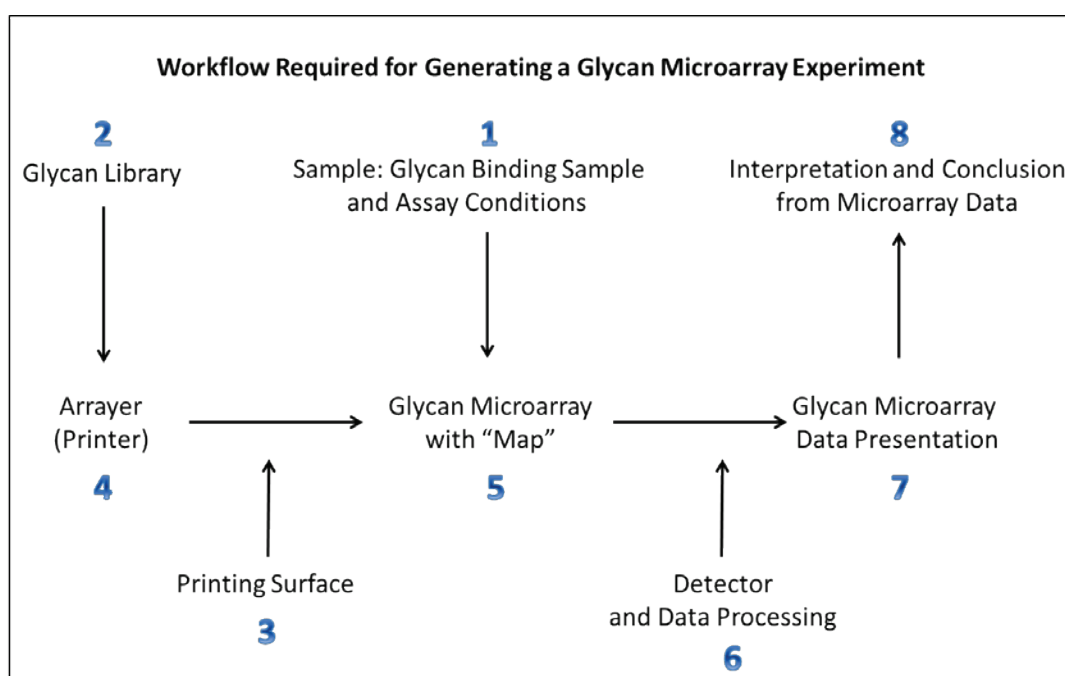 Workflow Required for Generating a Glycan Microarray Experiment
2
Glycan Library
1
Sample: Glycan Binding Sample
and Assay Conditions
8
Interpretation and Conclusion
from Microarray Data
Arrayer
(Printer)
4
Glycan Microarray
with “Map”
5
Glycan Microarray
Data Presentation
7
Printing Surface
3
Detector
and Data Processing
6